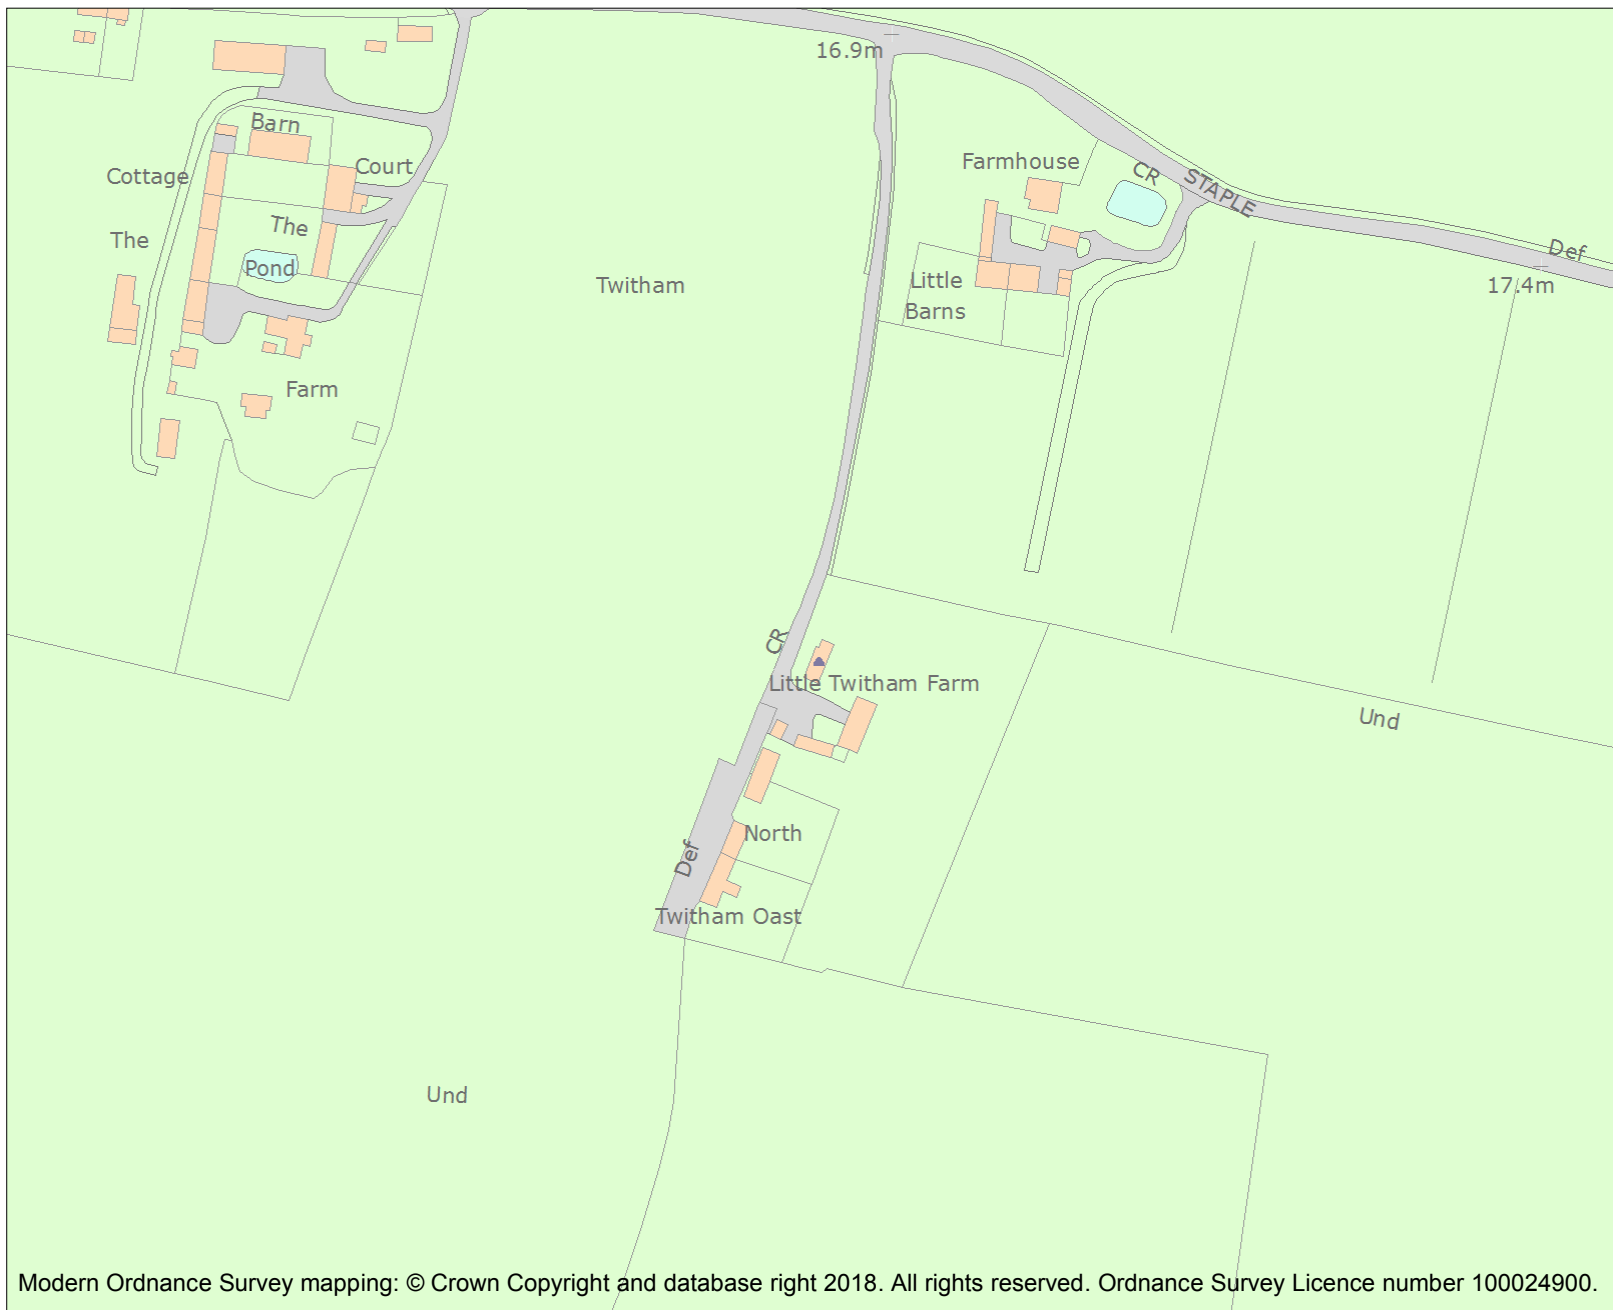 16.9m
Barn
Farmhouse
Court
CR
Cottage
STAPLE
The
The
Def
Pond
Little
Twitham
17.4m
Barns
Farm
CR
Little Twitham Farm
Und
North
Def
Twitham Oast
Und
Modern Ordnance Survey mapping: © Crown Copyright and database right 2018. All rights reserved. Ordnance Survey Licence number 100024900.